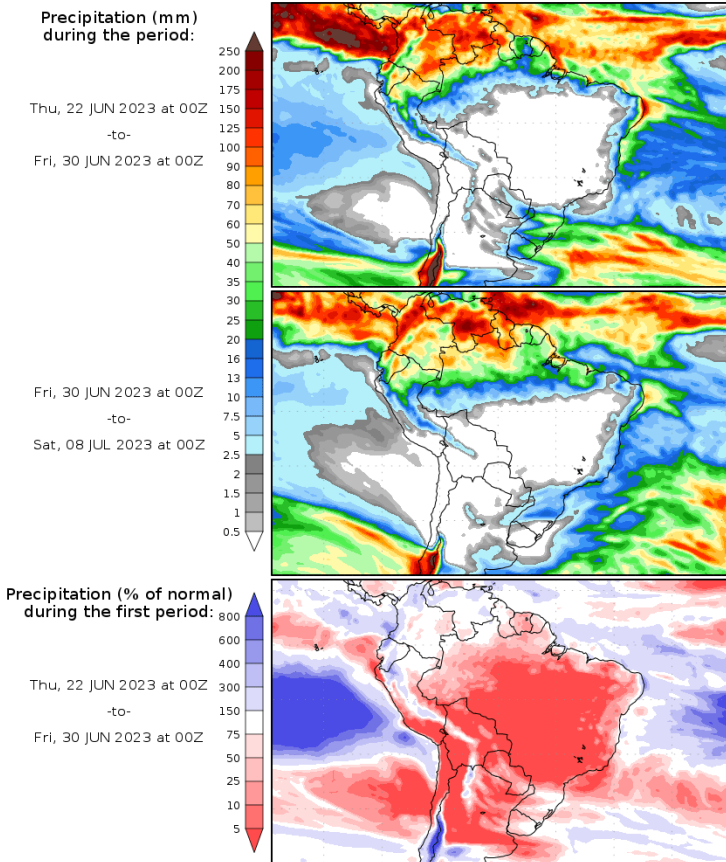 Precipitation (mm)
during the period:
Thu, 22 JUN 2023 at 00Z
-to-
Fri, 30 JUN 2023 at 00Z
Fri, 30 JUN 2023 at 00Z
-to-
Sat, 08 JUL 2023 at 00Z
250
200
175
150
125
100
90
80
70
60
50
40
35
30
25
20
16
13
10
7.5
5
2.5
2
1.5
1
0.5
Precipitation (% of normal)
during the first period:
Thu, 22 JUN 2023 at 00Z
-to-
Fri, 30 JUN 2023 at 00Z
800
600
400
300
150
75
50
25
10
5